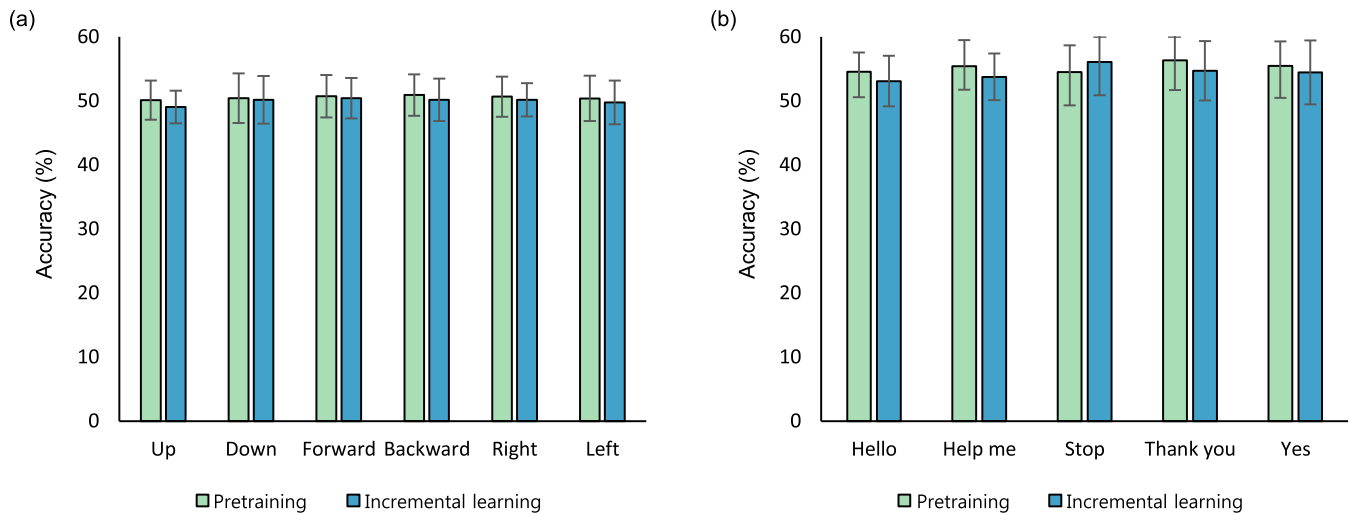 (a)
60
50
40
30
20
10
0
Accuracy (%)
Up Down Forward Backward Right Left
Pretraining Incremental learning
(b)
60
50
40
30
20
10
0
Accuracy (%)
Hello Help me Stop Thank you Yes
Pretraining Incremental learning